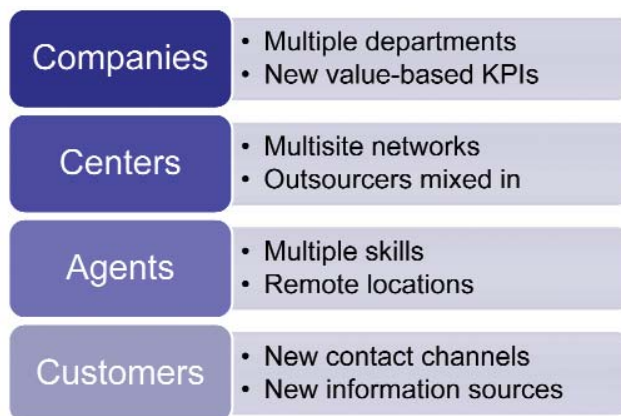 Companies
• Multiple departments
• New value-based KPIs
Centers
• Multisite networks
• Outsourcers mixed in
Agents
• Multiple skills
• Remote locations
Customers
• New contact channels
• New information sources